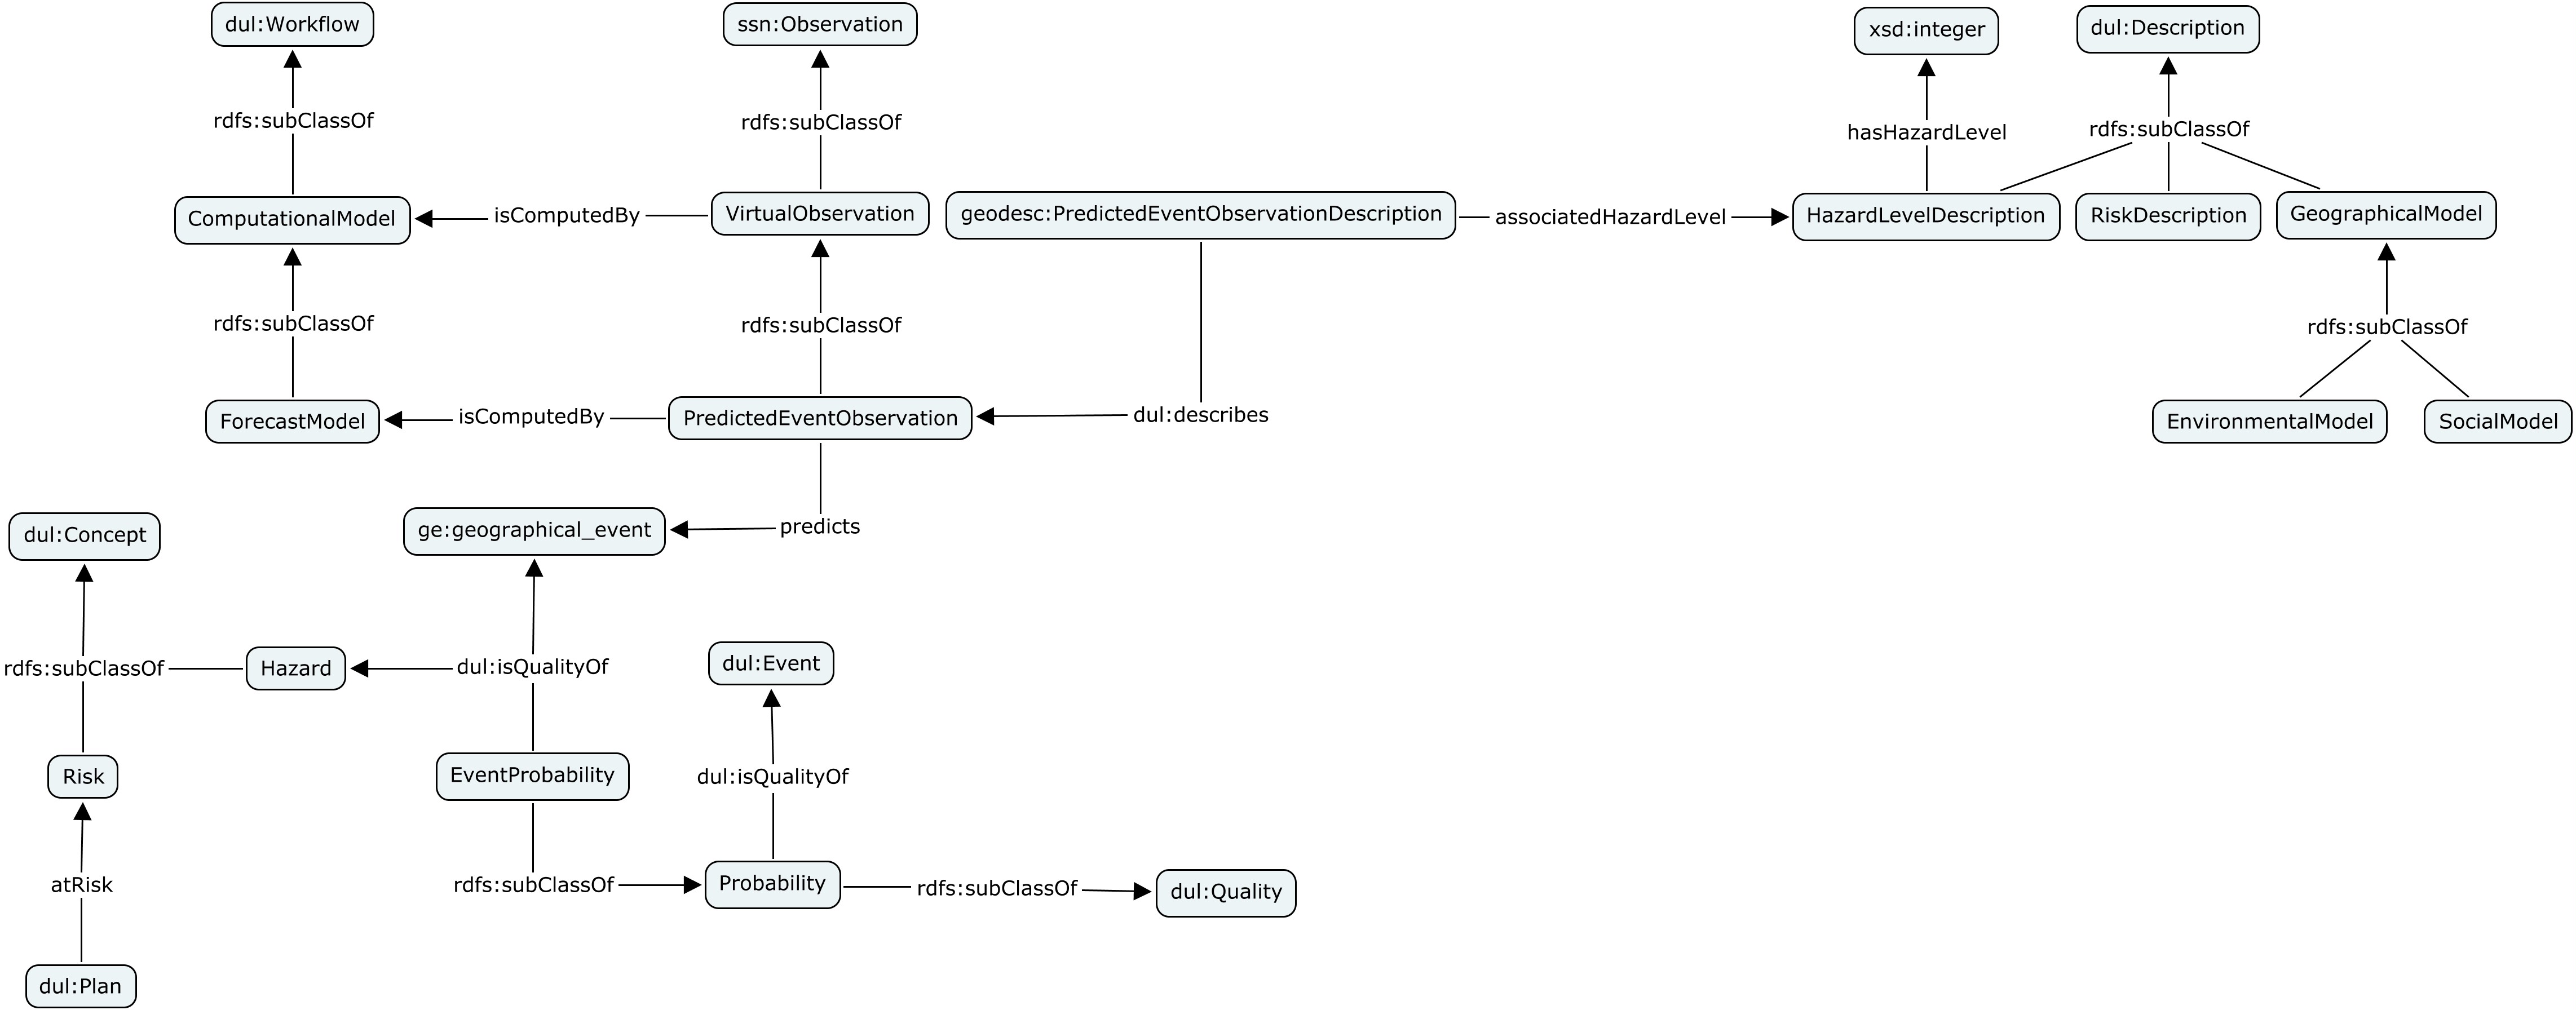 dul:Workflow
ssn:Observation
xsd:integer
dul:Description
rdfs:subClassOf
rdfs:subClassOf
hasHazardLevel
rdfs:subClassOf
ComputationalModel
isComputedBy
VirtualObservation
geodesc:PredictedEventObservationDescription
associatedHazardLevel
HazardLevelDescription
RiskDescription
GeographicalModel
rdfs:subClassOf
rdfs:subClassOf
rdfs:subClassOf
ForecastModel
isComputedBy
PredictedEventObservation
dul:describes
EnvironmentalModel
SocialModel
dul:Concept
ge:geographical_event
predicts
rdfs:subClassOf
Hazard
dul:isQualityOf
dul:Event
Risk
EventProbability
dul:isQualityOf
atRisk
rdfs:subClassOf
Probability
rdfs:subClassOf
dul:Quality
dul:Plan